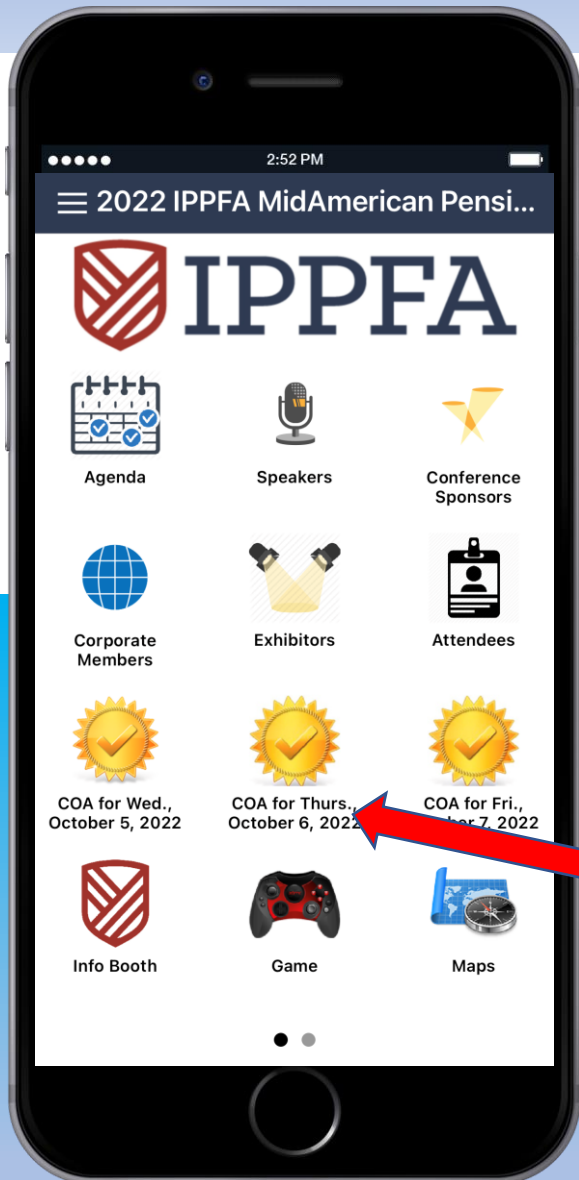 2:52 PM
2022 IPPFA MidAmerican Pensi...
IPPFA
Agenda
Speakers
Conference
Sponsors
Corporate
Members
Exhibitors
Attendees
COA for Wed.,
October 5, 2022
COA for Thurs.,
October 6, 2022
COA for Fri.,
7, 2022
Info Booth
Game
Maps